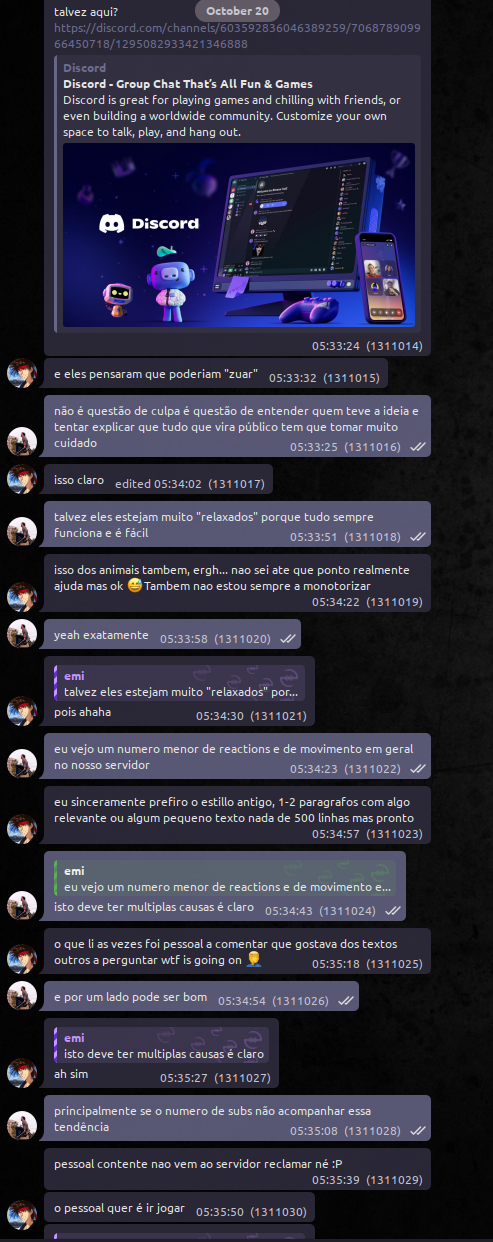 talvez aqui?
October 20
https://discord.com/channels/603592836046389259/7068789099
66450718/1295082933421346888
Discord
Discord - Group Chat That's All Fun & Games
Discord is great for playing games and chilling with friends, or
even building a worldwide community. Customize your own
space to talk, play, and hang out.
Discord
05:33:24 (1311014)
e eles pensaram que poderiam "zuar" 05:33:32 (1311015)
não é questão de culpa é questão de entender quem teve a ideia e
tentar explicar que tudo que vira público tem que tomar muito
cuidado 05:33:25 (1311016)
isso claro edited 05:34:02 (1311017)
talvez eles estejam muito "relaxados" porque tudo sempre
funciona e é fácil 05:33:51 (1311018)
isso dos animais tambem, ergh... nao sei ate que ponto realmente
ajuda mas ok 😅 Tambem nao estou sempre a monotorizar
05:34:22 (1311019)
yeah exatamente 05:33:58 (1311020)
emi
talvez eles estejam muito "relaxados" por...
pois ahaha 05:34:30 (1311021)
eu vejo um numero menor de reactions e de movimento em geral
no nosso servidor 05:34:23 (1311022)
eu sinceramente prefiro o estillo antigo, 1-2 paragrafos com algo
relevante ou algum pequeno texto nada de 500 linhas mas pronto
05:34:57 (1311023)
emi
eu vejo um numero menor de reactions e de movimento e...
isto deve ter multiplas causas é claro 05:34:43 (1311024)
o que li as vezes foi pessoal a comentar que gostava dos textos
outros a perguntar wtf is going on 🤦‍♂️ 05:35:18 (1311025)
e por um lado pode ser bom 05:34:54 (1311026)
emi
isto deve ter multiplas causas é claro
ah sim 05:35:27 (1311027)
principalmente se o numero de subs não acompanhar essa
tendência 05:35:08 (1311028)
pessoal contente nao vem ao servidor reclamar né :P
05:35:39 (1311029)
o pessoal quer é ir jogar 05:35:50 (1311030)